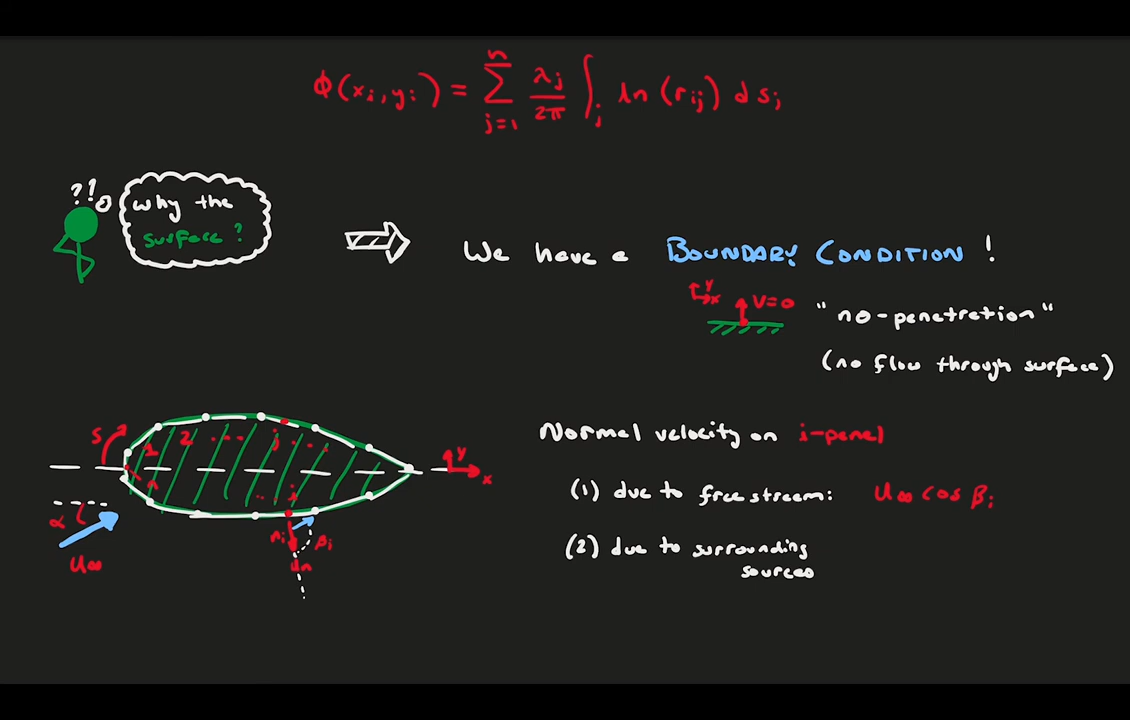 ϕ(xi, yi) = Σ j=1 n λj/2π ∫j ln (rij) dsj
??!
why the
surface?
We have a BOUNDARY CONDITION!
y
x
V=0
"no-penetration"
(no flow through surface)
Normal velocity on i-panel
(1) due to freestream: U∞ cos βi
(2) due to surrounding
sources
S
1 2 ... j ...
n ... i
y
x
α
U∞
ni
βi
un